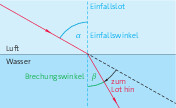 Einfallslot
α
Einfallswinkel
Luft
Wasser
Brechungswinkel
β
zum
Lot hin